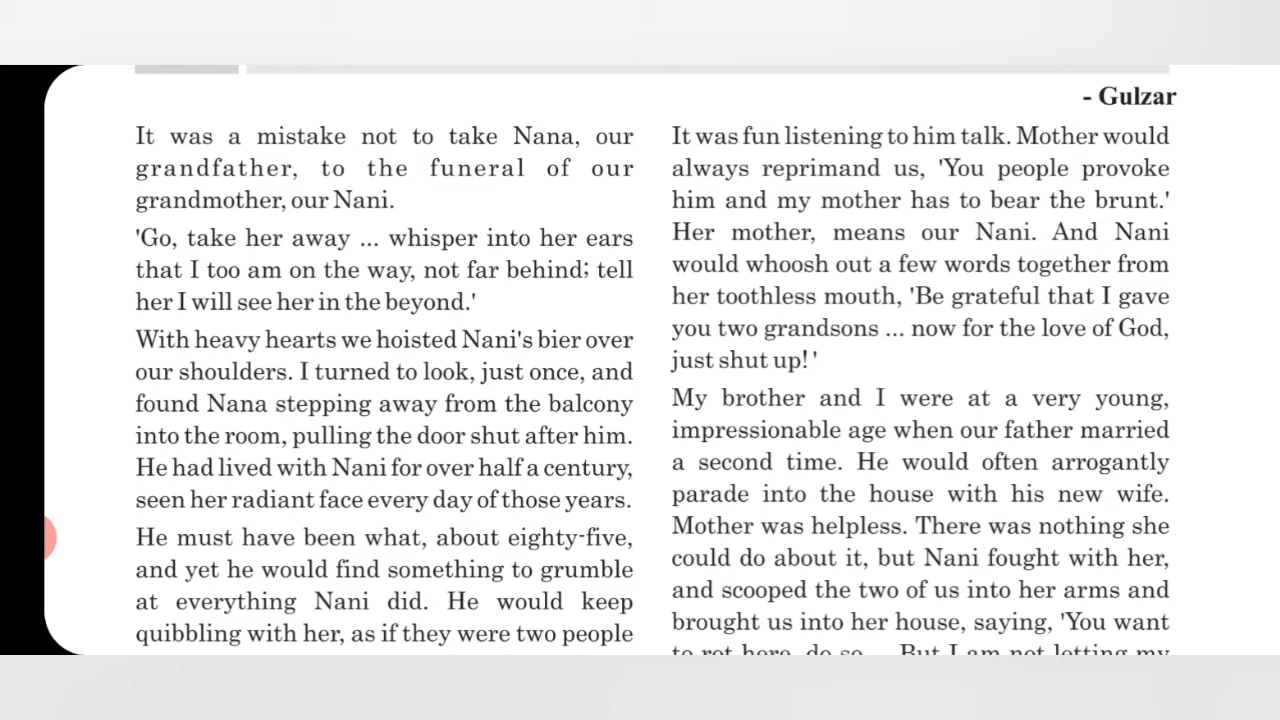 - Gulzar
It was a mistake not to take Nana, our
grandfather, to the funeral of our
grandmother, our Nani.
'Go, take her away ... whisper into her ears
that I too am on the way, not far behind; tell
her I will see her in the beyond.'
With heavy hearts we hoisted Nani's bier over
our shoulders. I turned to look, just once, and
found Nana stepping away from the balcony
into the room, pulling the door shut after him.
He had lived with Nani for over half a century,
seen her radiant face every day of those years.
He must have been what, about eighty-five,
and yet he would find something to grumble
at everything Nani did. He would keep
quibbling with her, as if they were two people
It was fun listening to him talk. Mother would
always reprimand us, 'You people provoke
him and my mother has to bear the brunt.'
Her mother, means our Nani. And Nani
would whoosh out a few words together from
her toothless mouth, 'Be grateful that I gave
you two grandsons ... now for the love of God,
just shut up!'
My brother and I were at a very young,
impressionable age when our father married
a second time. He would often arrogantly
parade into the house with his new wife.
Mother was helpless. There was nothing she
could do about it, but Nani fought with her,
and scooped the two of us into her arms and
brought us into her house, saying, 'You want
to rot here, do so ... But I am not letting my